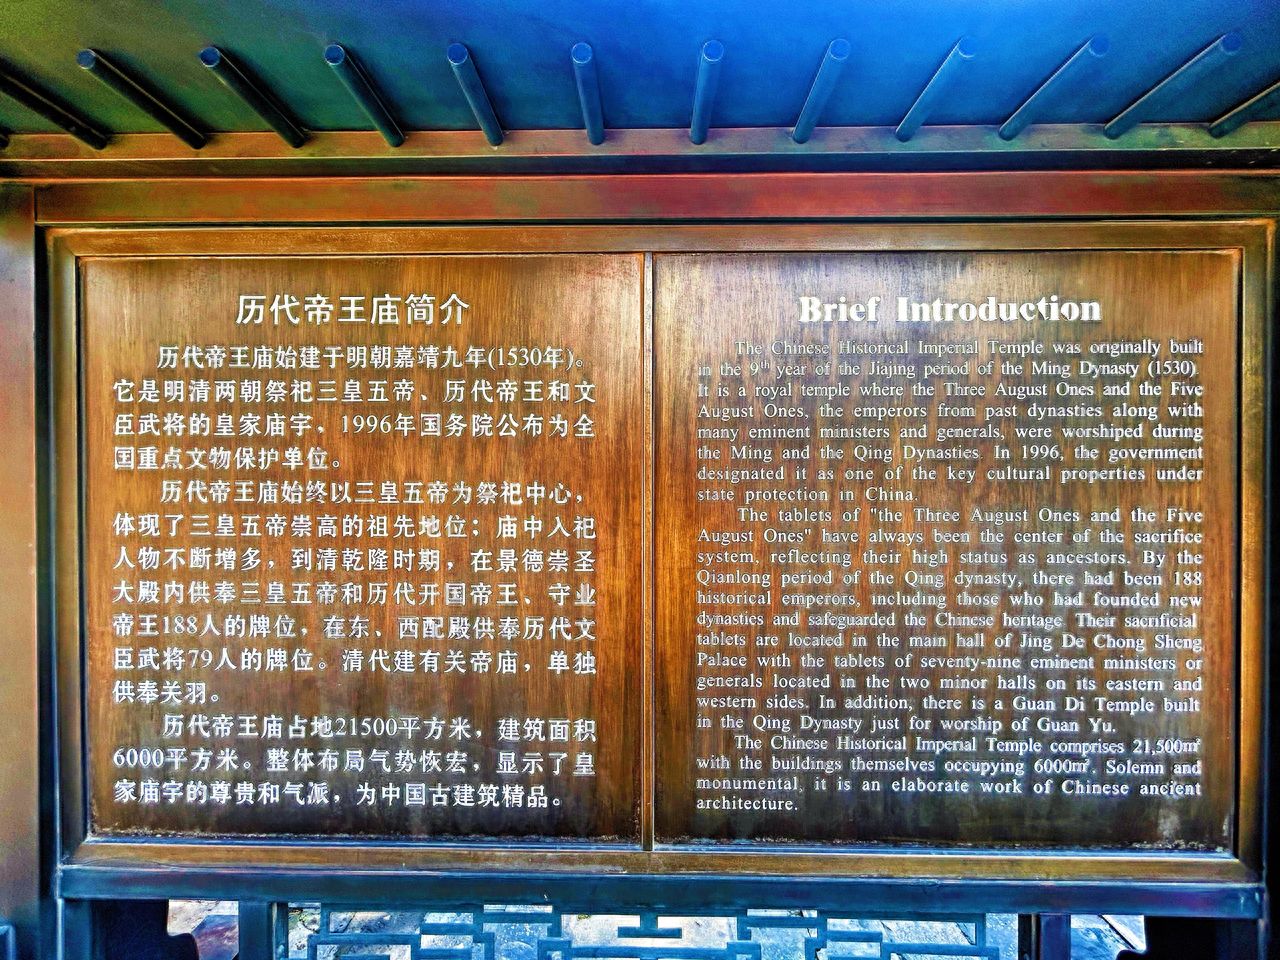 历代帝王庙简介
历代帝王庙始建于明朝嘉靖九年(1530年)。
它是明清两朝祭祀三皇五帝、历代帝王和文
臣武将的皇家庙宇，1996年国务院公布为全
国重点文物保护单位。
历代帝王庙始终以三皇五帝为祭祀中心，
体现了三皇五帝崇高的祖先地位；庙中入祀
人物不断增多，到清乾隆时期，在景德崇圣
大殿内供奉三皇五帝和历代开国帝王、守业
帝王188人的牌位，在东、西配殿供奉历代文
臣武将79人的牌位。清代建有关帝庙，单独
供奉关羽。
历代帝王庙占地21500平方米，建筑面积
6000平方米。整体布局气势恢宏，显示了皇
家庙宇的尊贵和气派，为中国古建筑精品。
Brief Introduction
The Chinese Historical Imperial Temple was originally built
in the 9th year of the Jiajing period of the Ming Dynasty (1530).
It is a royal temple where the Three August Ones and the Five
August Ones, the emperors from past dynasties along with
many eminent ministers and generals, were worshiped during
the Ming and the Qing Dynasties. In 1996, the government
designated it as one of the key cultural properties under
state protection in China.
The tablets of "the Three August Ones and the Five
August Ones" have always been the center of the sacrifice
system, reflecting their high status as ancestors. By the
Qianlong period of the Qing dynasty, there had been 188
historical emperors, including those who had founded new
dynasties and safeguarded the Chinese heritage. Their sacrificial
tablets are located in the main hall of Jing De Chong Sheng
Palace with the tablets of seventy-nine eminent ministers or
generals located in the two minor halls on its eastern and
western sides. In addition, there is a Guan Di Temple built
in the Qing Dynasty just for worship of Guan Yu.
The Chinese Historical Imperial Temple comprises 21,500㎡
with the buildings themselves occupying 6000㎡. Solemn and
monumental, it is an elaborate work of Chinese ancient
architecture.